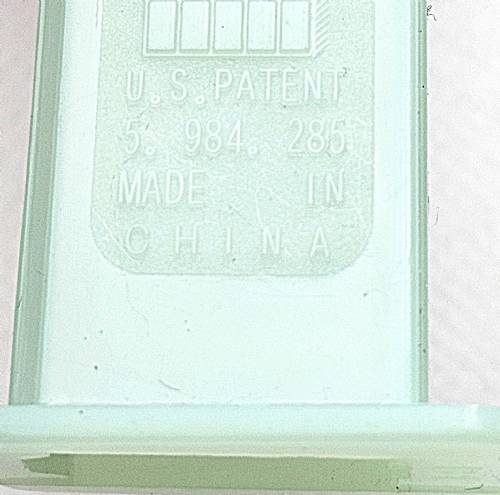 U.S.PATENT
5. 984. 285
MADE IN
CHINA